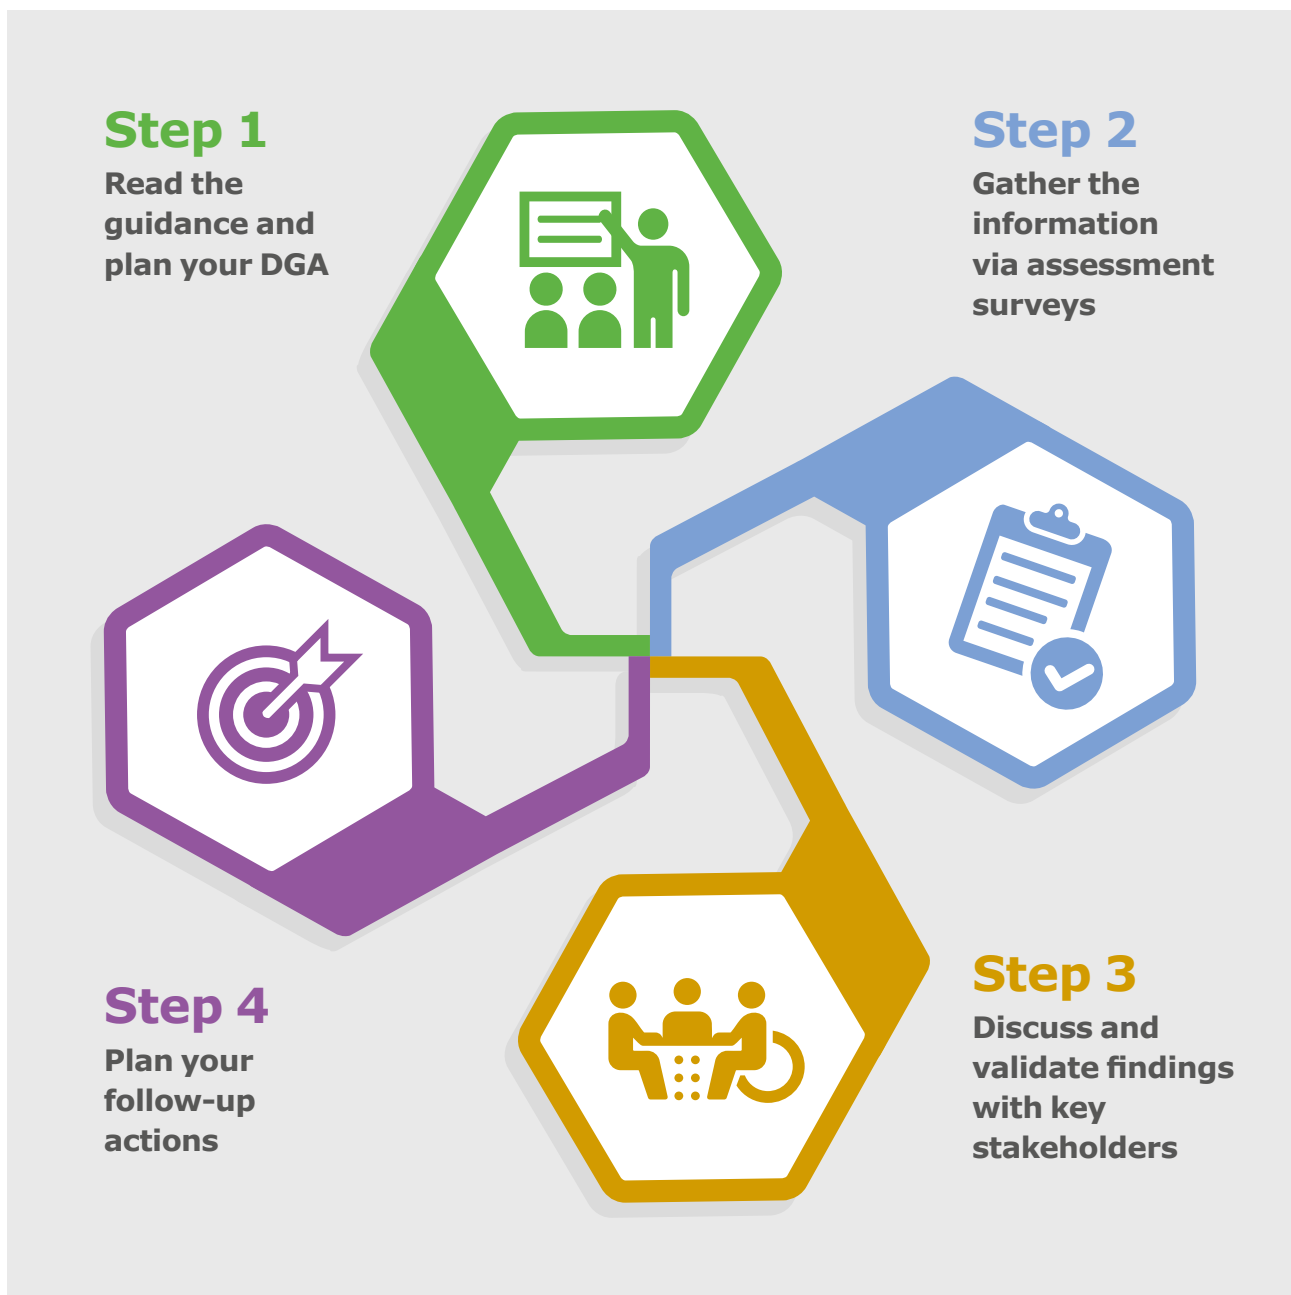 Step 1
Read the
guidance and
plan your DGA
Step 2
Gather the
information
via assessment
surveys
Step 3
Discuss and
validate findings
with key
stakeholders
Step 4
Plan your
follow-up
actions